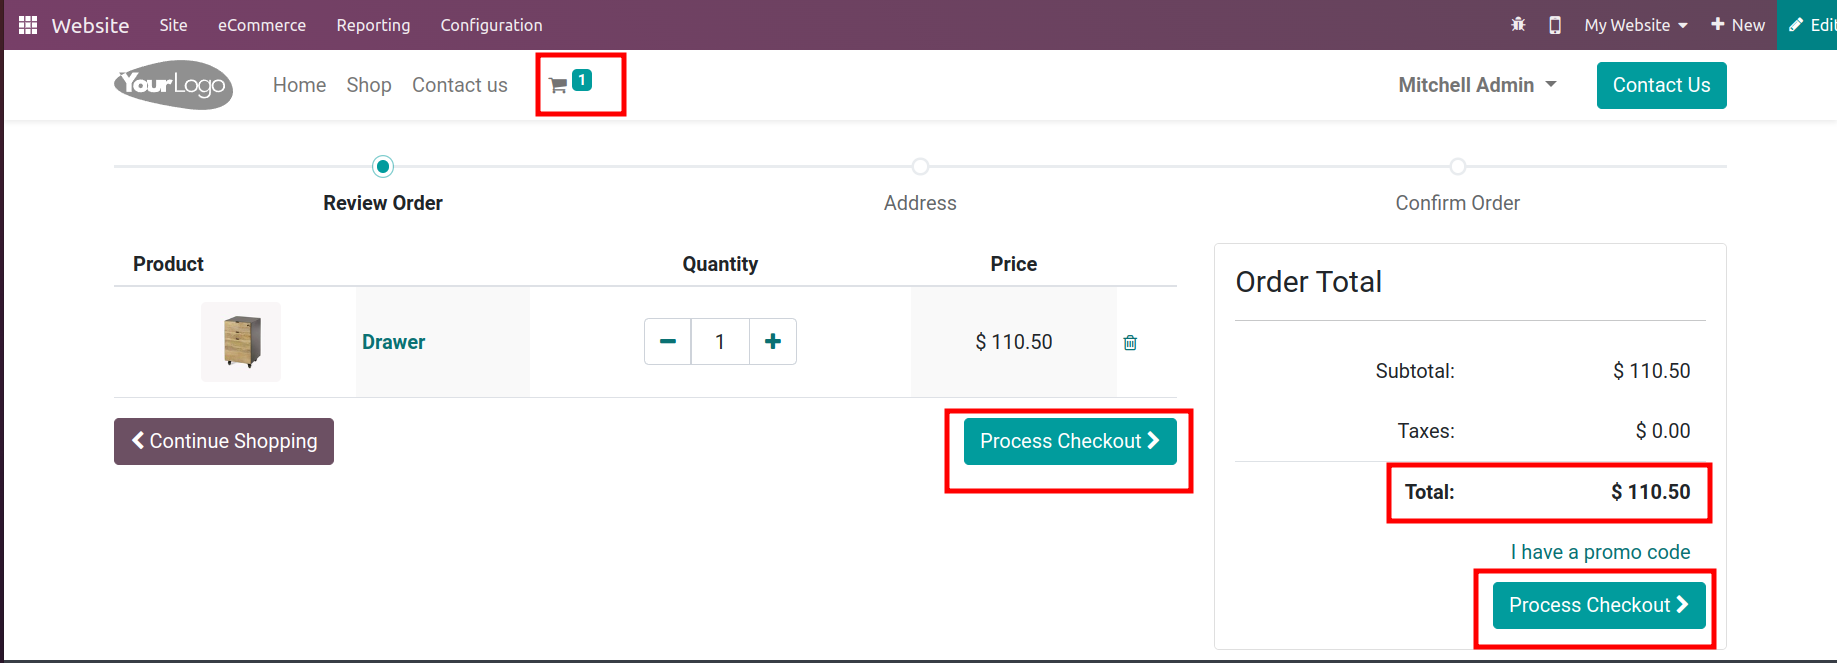 Website Site eCommerce Reporting Configuration My Website New Edit
YourLogo Home Shop Contact us 1 Mitchell Admin Contact Us
Review Order Address Confirm Order
Product Quantity Price
Order Total
Drawer 1 $ 110.50
Subtotal: $ 110.50
Continue Shopping Process Checkout
Taxes: $ 0.00
Total: $ 110.50
I have a promo code
Process Checkout